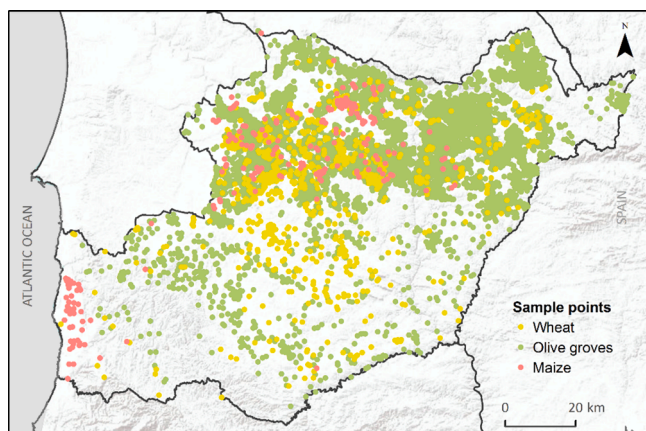 N
ATLANTIC OCEAN
SPAIN
Sample points
Wheat
Olive groves
Maize
0 20 km